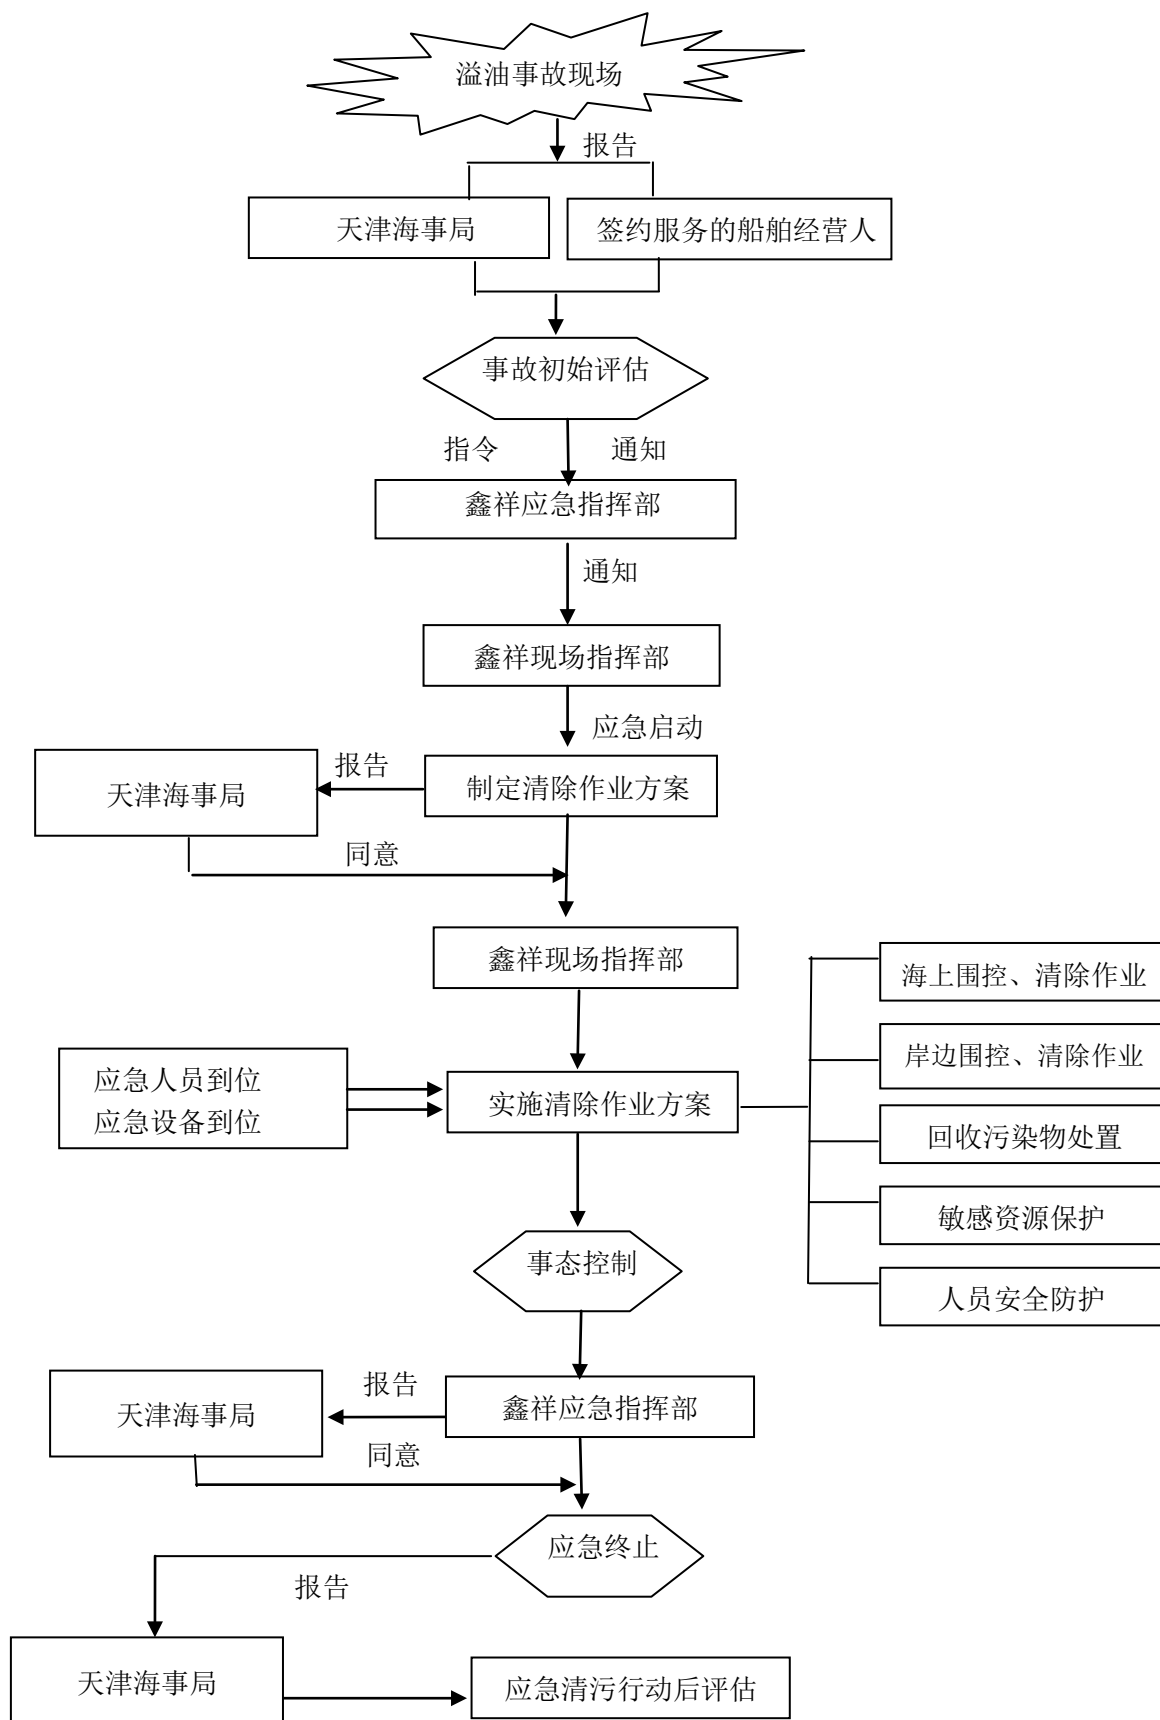 溢油事故现场
报告
天津海事局
签约服务的船舶经营人
事故初始评估
指令
通知
鑫祥应急指挥部
通知
鑫祥现场指挥部
应急启动
天津海事局
报告
制定清除作业方案
同意
鑫祥现场指挥部
海上围控、清除作业
岸边围控、清除作业
应急人员到位
应急设备到位
实施清除作业方案
回收污染物处置
敏感资源保护
事态控制
人员安全防护
天津海事局
报告
鑫祥应急指挥部
同意
应急终止
报告
天津海事局
应急清污行动后评估